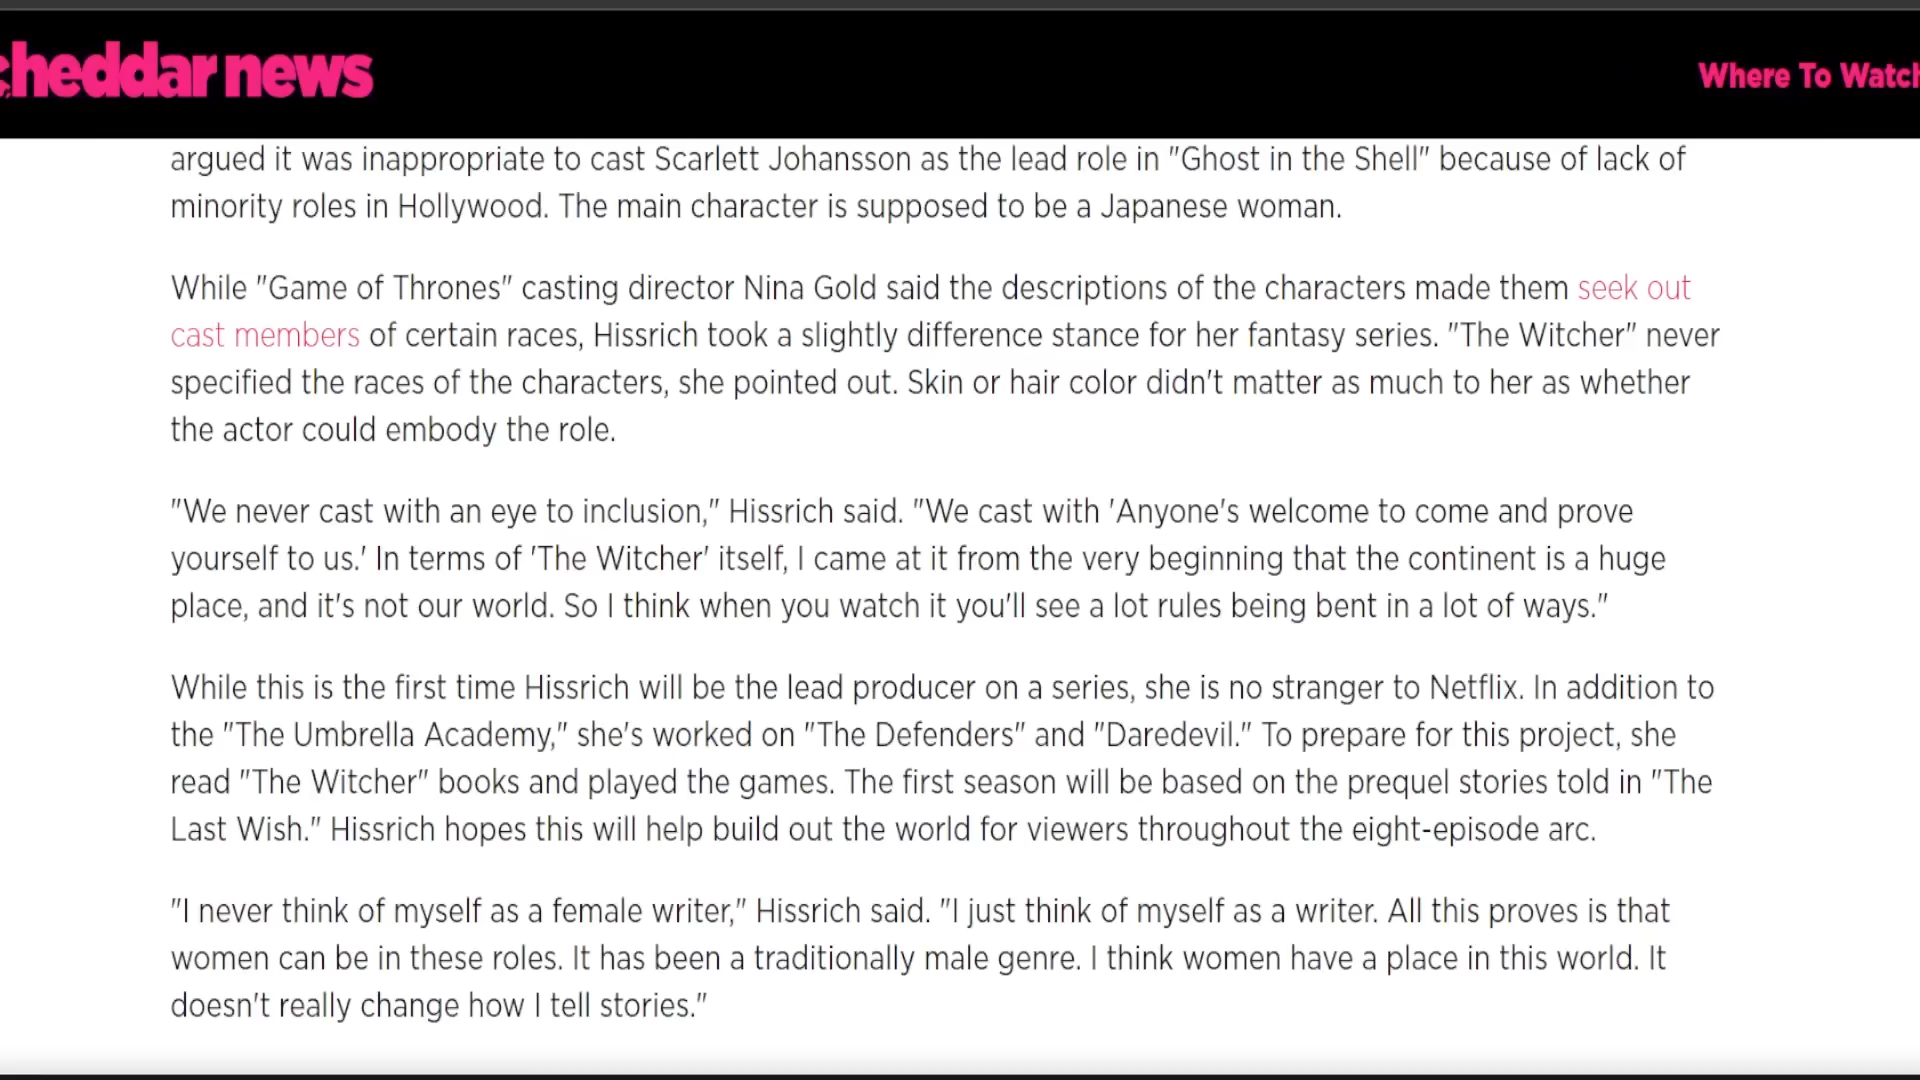 cheddar news
Where To Watch
argued it was inappropriate to cast Scarlett Johansson as the lead role in "Ghost in the Shell" because of lack of
minority roles in Hollywood. The main character is supposed to be a Japanese woman.
While "Game of Thrones" casting director Nina Gold said the descriptions of the characters made them seek out
cast members of certain races, Hissrich took a slightly difference stance for her fantasy series. "The Witcher" never
specified the races of the characters, she pointed out. Skin or hair color didn't matter as much to her as whether
the actor could embody the role.
"We never cast with an eye to inclusion," Hissrich said. "We cast with 'Anyone's welcome to come and prove
yourself to us.' In terms of 'The Witcher' itself, I came at it from the very beginning that the continent is a huge
place, and it's not our world. So I think when you watch it you'll see a lot rules being bent in a lot of ways."
While this is the first time Hissrich will be the lead producer on a series, she is no stranger to Netflix. In addition to
the "The Umbrella Academy," she's worked on "The Defenders" and "Daredevil." To prepare for this project, she
read "The Witcher" books and played the games. The first season will be based on the prequel stories told in "The
Last Wish." Hissrich hopes this will help build out the world for viewers throughout the eight-episode arc.
"I never think of myself as a female writer," Hissrich said. "I just think of myself as a writer. All this proves is that
women can be in these roles. It has been a traditionally male genre. I think women have a place in this world. It
doesn't really change how I tell stories."